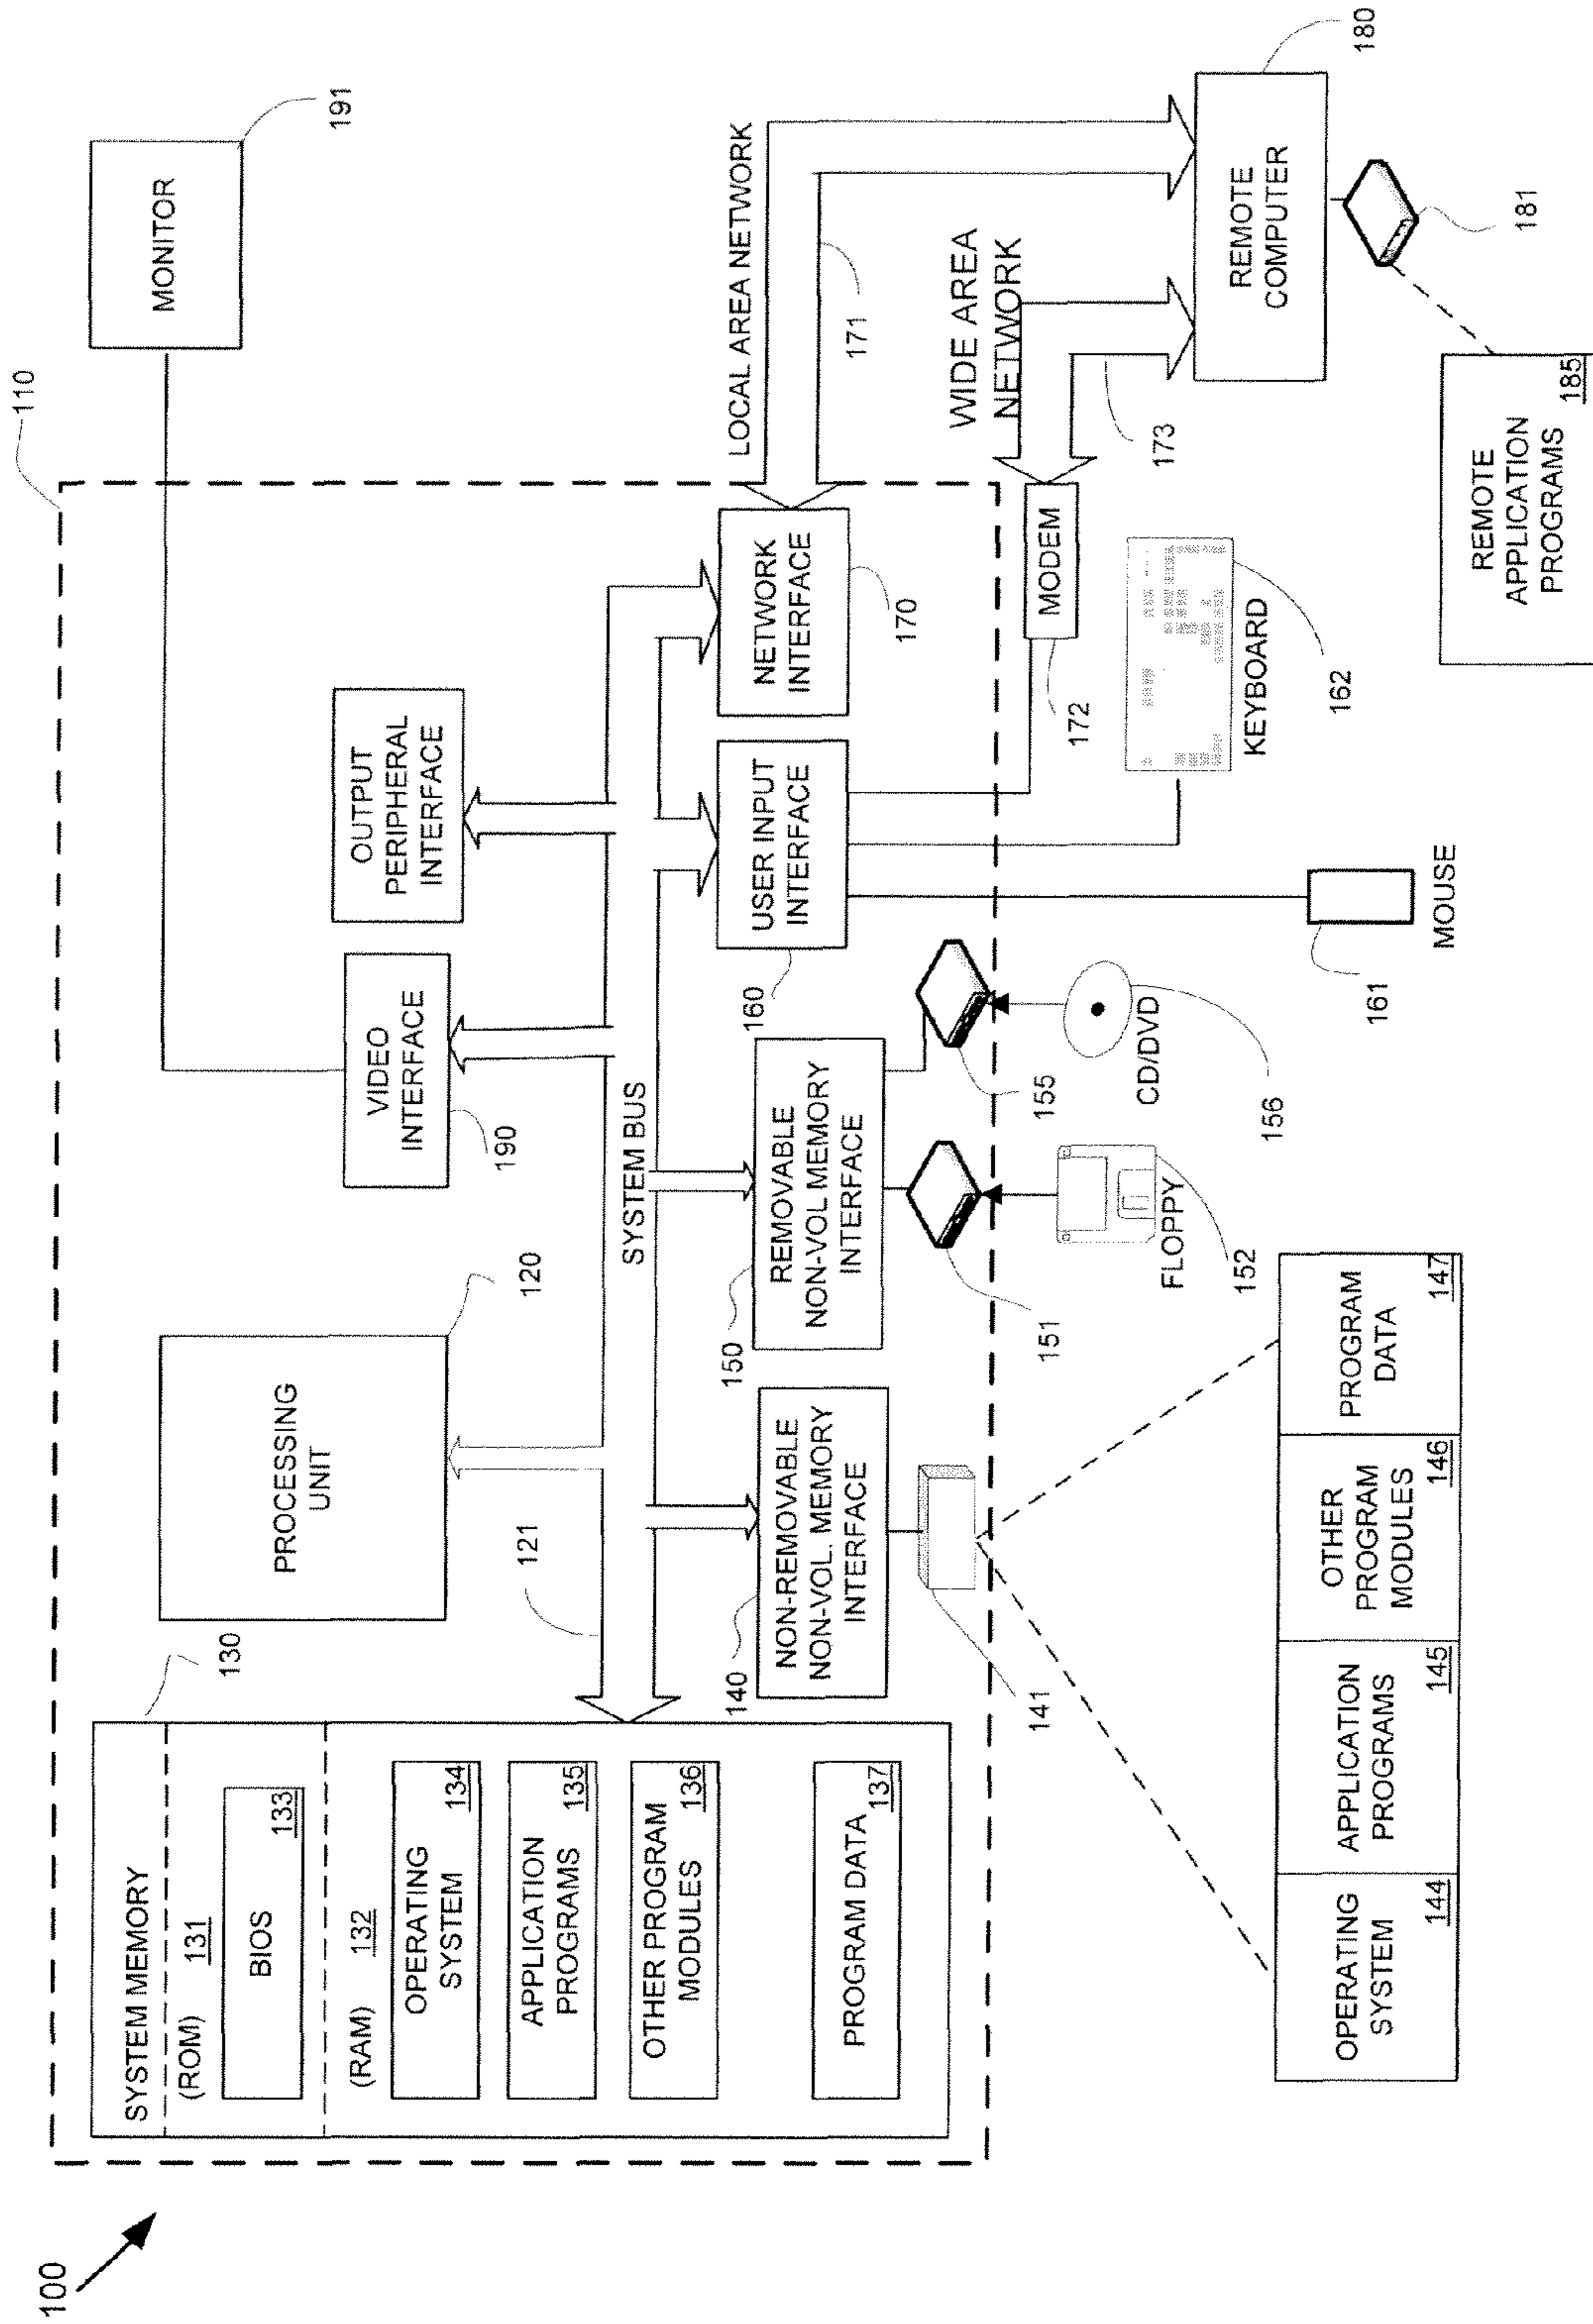 100
110
MONITOR
191
SYSTEM MEMORY
(ROM) 131
BIOS
133
(RAM) 132
OPERATING
SYSTEM
134
APPLICATION
PROGRAMS
135
OTHER PROGRAM
MODULES
136
PROGRAM DATA
137
130
PROCESSING
UNIT
120
121
SYSTEM BUS
VIDEO
INTERFACE
190
OUTPUT
PERIPHERAL
INTERFACE
NON-REMOVABLE
NON-VOL. MEMORY
INTERFACE
140
REMOVABLE
NON-VOL MEMORY
INTERFACE
150
USER INPUT
INTERFACE
160
NETWORK
INTERFACE
170
LOCAL AREA NETWORK
171
WIDE AREA
NETWORK
173
MODEM
172
141
151
155
FLOPPY
152
CD/DVD
156
MOUSE
161
KEYBOARD
162
REMOTE
COMPUTER
180
181
REMOTE
APPLICATION
PROGRAMS
185
OPERATING
SYSTEM
144
APPLICATION
PROGRAMS
145
OTHER
PROGRAM
MODULES
146
PROGRAM
DATA
147